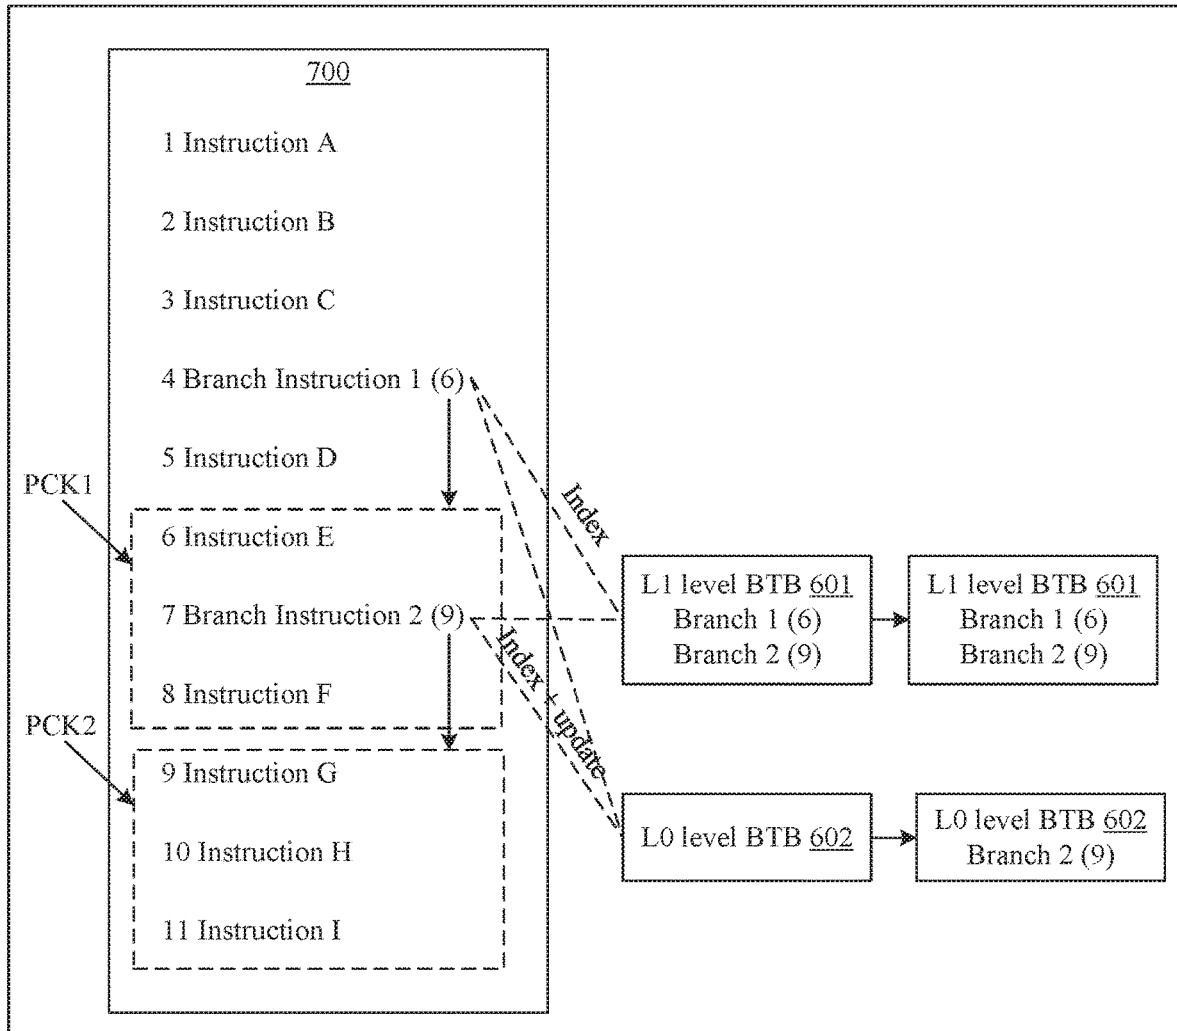 700
1 Instruction A
2 Instruction B
3 Instruction C
4 Branch Instruction 1 (6)
5 Instruction D
PCK1
6 Instruction E
7 Branch Instruction 2 (9)
8 Instruction F
PCK2
9 Instruction G
10 Instruction H
11 Instruction I
Index
Index + update
L1 level BTB 601
Branch 1 (6)
Branch 2 (9)
L1 level BTB 601
Branch 1 (6)
Branch 2 (9)
L0 level BTB 602
L0 level BTB 602
Branch 2 (9)